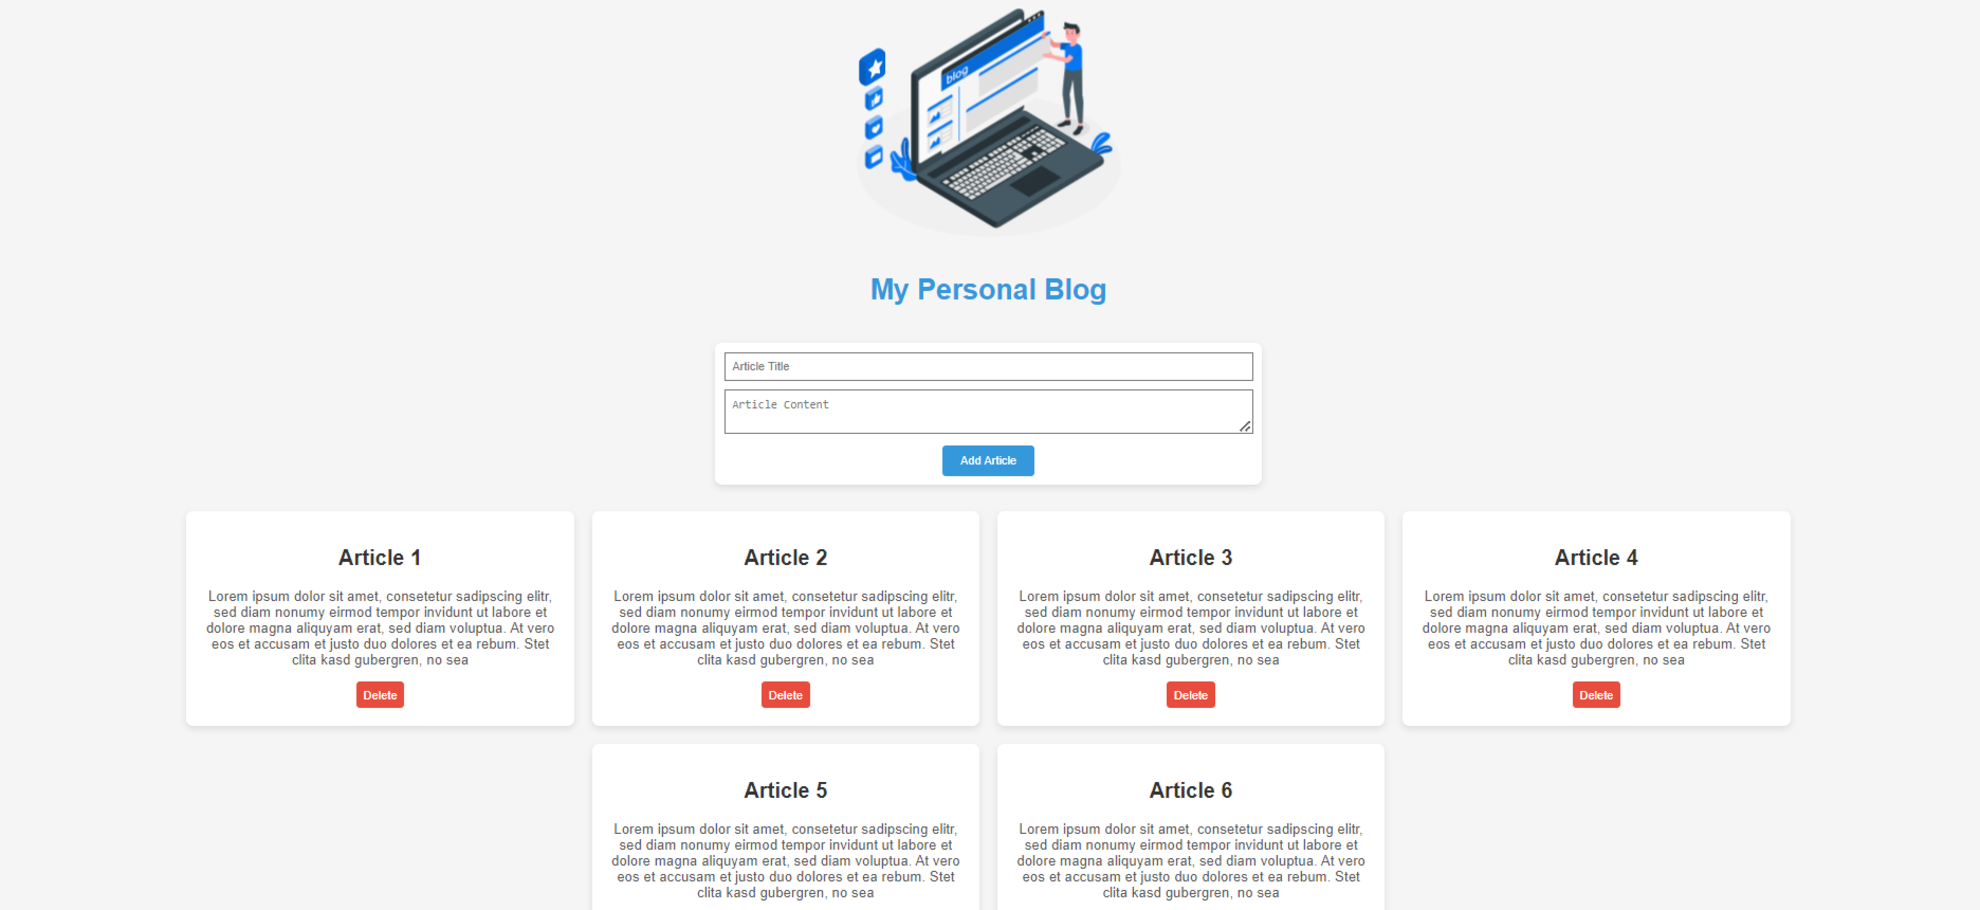 blog
My Personal Blog
Article Title
Article Content
Add Article
Article 1
Lorem ipsum dolor sit amet, consetetur sadipscing elitr,
sed diam nonumy eirmod tempor invidunt ut labore et
dolore magna aliquyam erat, sed diam voluptua. At vero
eos et accusam et justo duo dolores et ea rebum. Stet
clita kasd gubergren, no sea
Delete
Article 2
Lorem ipsum dolor sit amet, consetetur sadipscing elitr,
sed diam nonumy eirmod tempor invidunt ut labore et
dolore magna aliquyam erat, sed diam voluptua. At vero
eos et accusam et justo duo dolores et ea rebum. Stet
clita kasd gubergren, no sea
Delete
Article 3
Lorem ipsum dolor sit amet, consetetur sadipscing elitr,
sed diam nonumy eirmod tempor invidunt ut labore et
dolore magna aliquyam erat, sed diam voluptua. At vero
eos et accusam et justo duo dolores et ea rebum. Stet
clita kasd gubergren, no sea
Delete
Article 4
Lorem ipsum dolor sit amet, consetetur sadipscing elitr,
sed diam nonumy eirmod tempor invidunt ut labore et
dolore magna aliquyam erat, sed diam voluptua. At vero
eos et accusam et justo duo dolores et ea rebum. Stet
clita kasd gubergren, no sea
Delete
Article 5
Lorem ipsum dolor sit amet, consetetur sadipscing elitr,
sed diam nonumy eirmod tempor invidunt ut labore et
dolore magna aliquyam erat, sed diam voluptua. At vero
eos et accusam et justo duo dolores et ea rebum. Stet
clita kasd gubergren, no sea
Article 6
Lorem ipsum dolor sit amet, consetetur sadipscing elitr,
sed diam nonumy eirmod tempor invidunt ut labore et
dolore magna aliquyam erat, sed diam voluptua. At vero
eos et accusam et justo duo dolores et ea rebum. Stet
clita kasd gubergren, no sea